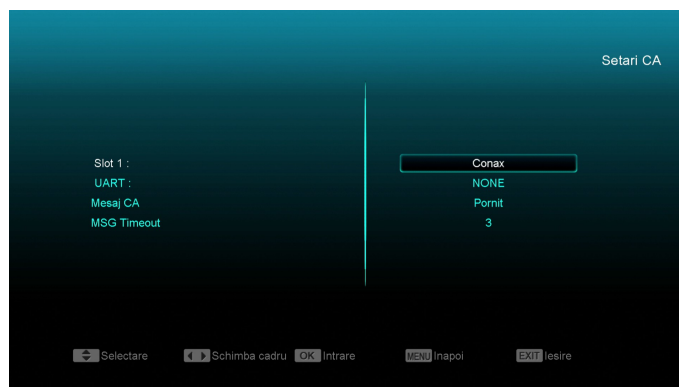 Setari CA
Slot 1 : Conax
UART : NONE
Mesaj CA Pornit
MSG Timeout 3
Selectare Schimba cadru OK Intrare MENU Inapoi EXIT Iesire